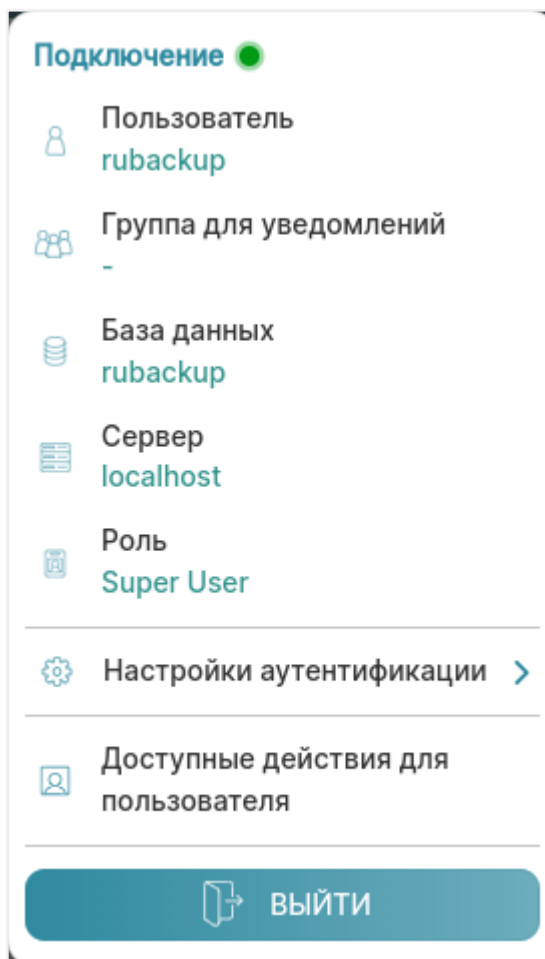 Подключение
Пользователь
rubackup
Группа для уведомлений
-
База данных
rubackup
Сервер
localhost
Роль
Super User
Настройки аутентификации
Доступные действия для
пользователя
ВЫЙТИ